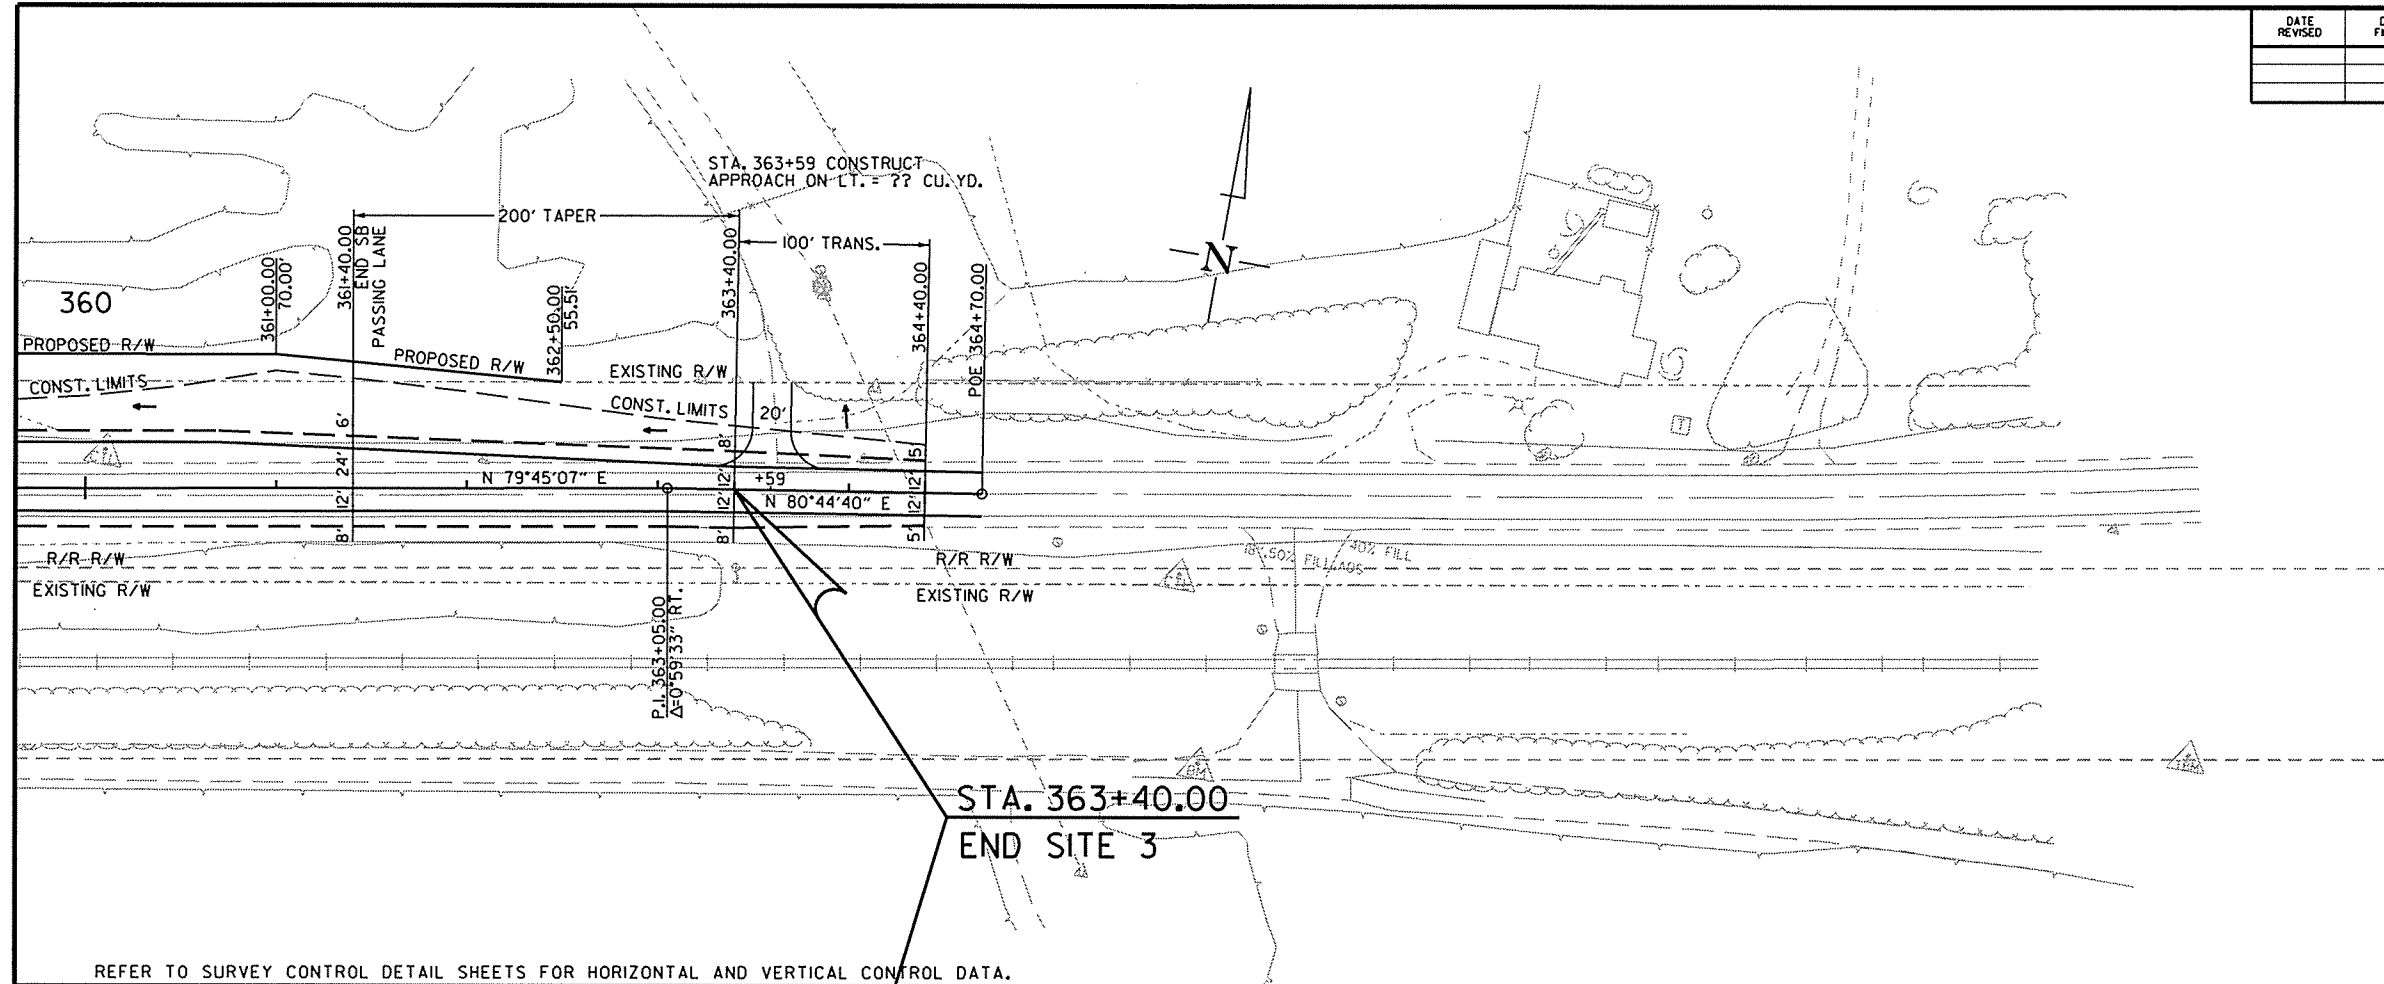 DATE
REVISED
STA. 363+59 CONSTRUCT
APPROACH ON LT. = ?? CU. YD.
200' TAPER
100' TRANS.
360
361+00.00
70.00'
361+40.00
END SB
PASSING LANE
362+50.00
55.51'
363+40.00
364+40.00
POE 364+70.00
N
PROPOSED R/W
PROPOSED R/W
EXISTING R/W
CONST. LIMITS
CONST. LIMITS
20'
6'
24'
12'
8'
8'
12'
12'
8'
5'
12'
12'
5'
N 79°45'07" E
+59
N 80°44'40" E
R/R R/W
EXISTING R/W
R/R R/W
EXISTING R/W
40% FILL
P.I. 363+05.00
Δ=0°59'33" RT.
STA. 363+40.00
END SITE 3
REFER TO SURVEY CONTROL DETAIL SHEETS FOR HORIZONTAL AND VERTICAL CONTROL DATA.